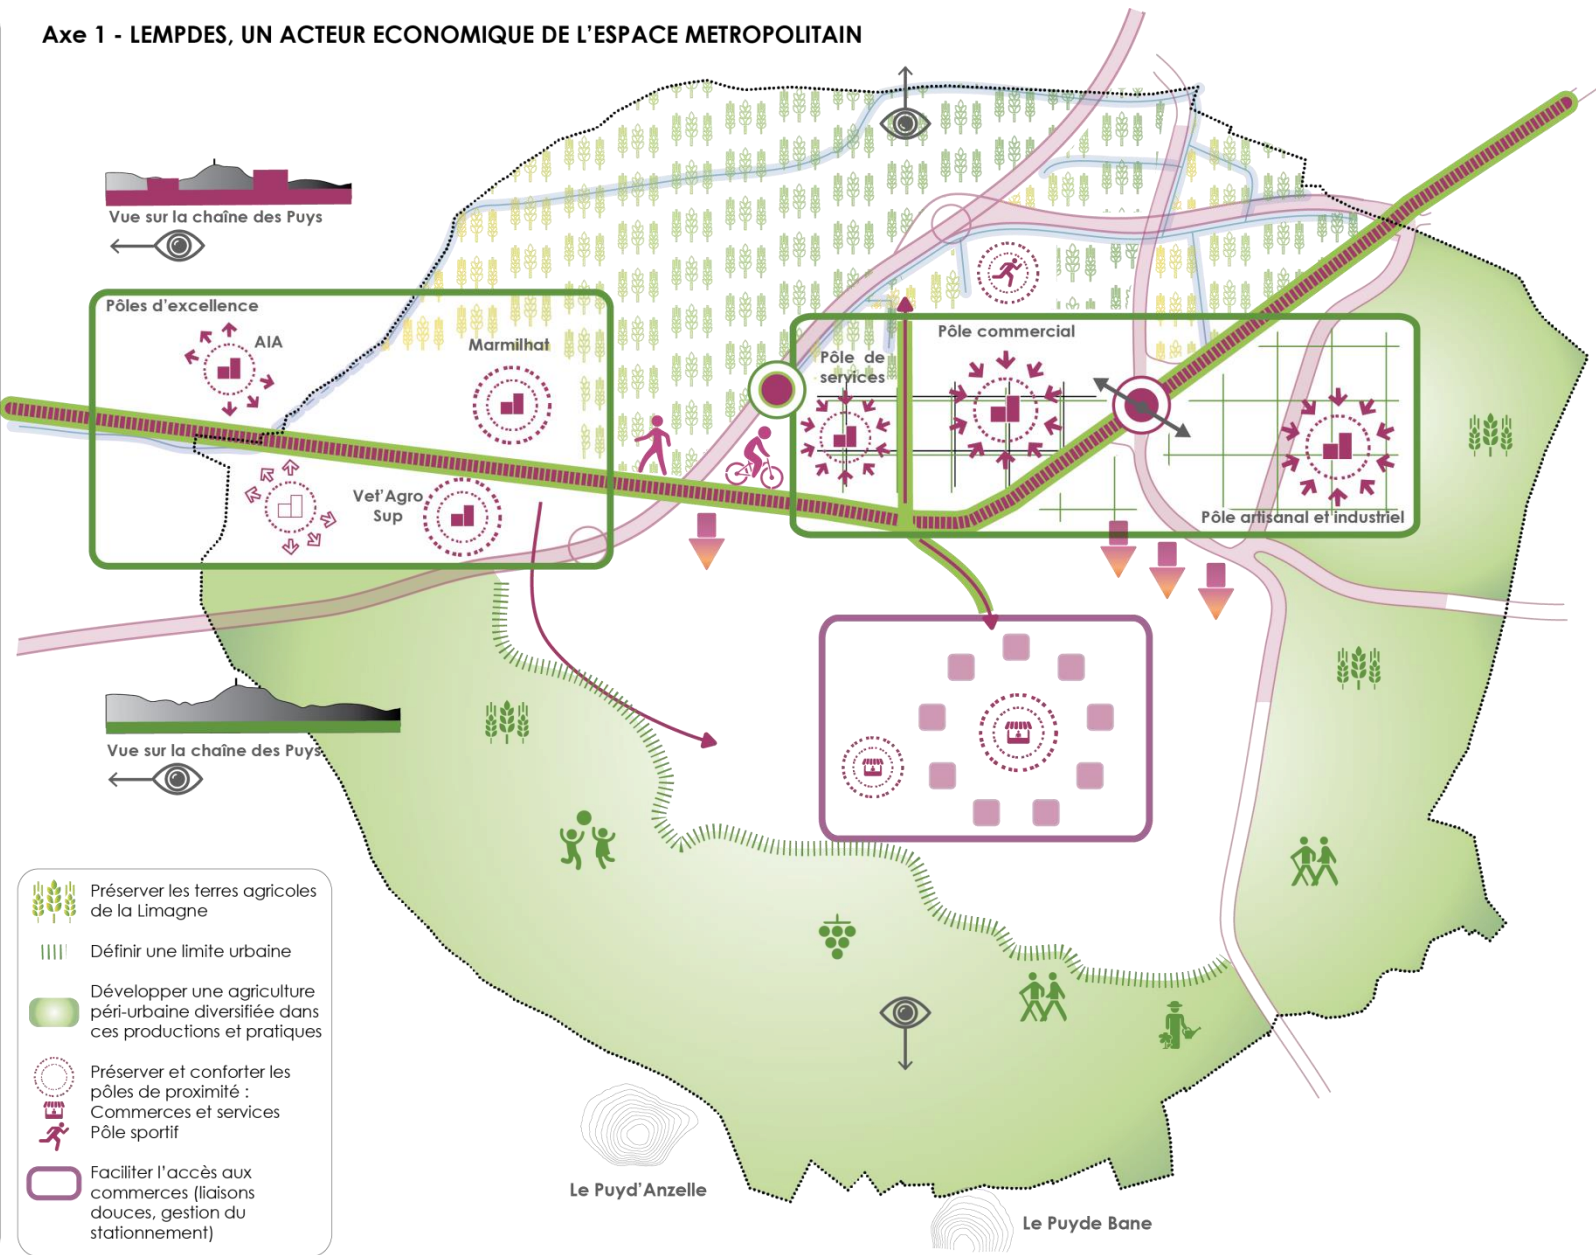 Axe 1 - LEMPDES, UN ACTEUR ECONOMIQUE DE L'ESPACE METROPOLITAIN
Vue sur la chaîne des Puys
Pôles d'excellence
AIA
Marmilhat
Vet'Agro
Sup
Pôle de
services
Pôle commercial
Pôle artisanal et industriel
Vue sur la chaîne des Puys
Préserver les terres agricoles
de la Limagne
Définir une limite urbaine
Développer une agriculture
péri-urbaine diversifiée dans
ces productions et pratiques
Préserver et conforter les
pôles de proximité :
Commerces et services
Pôle sportif
Faciliter l'accès aux
commerces (liaisons
douces, gestion du
stationnement)
Le Puyd'Anzelle
Le Puyde Bane